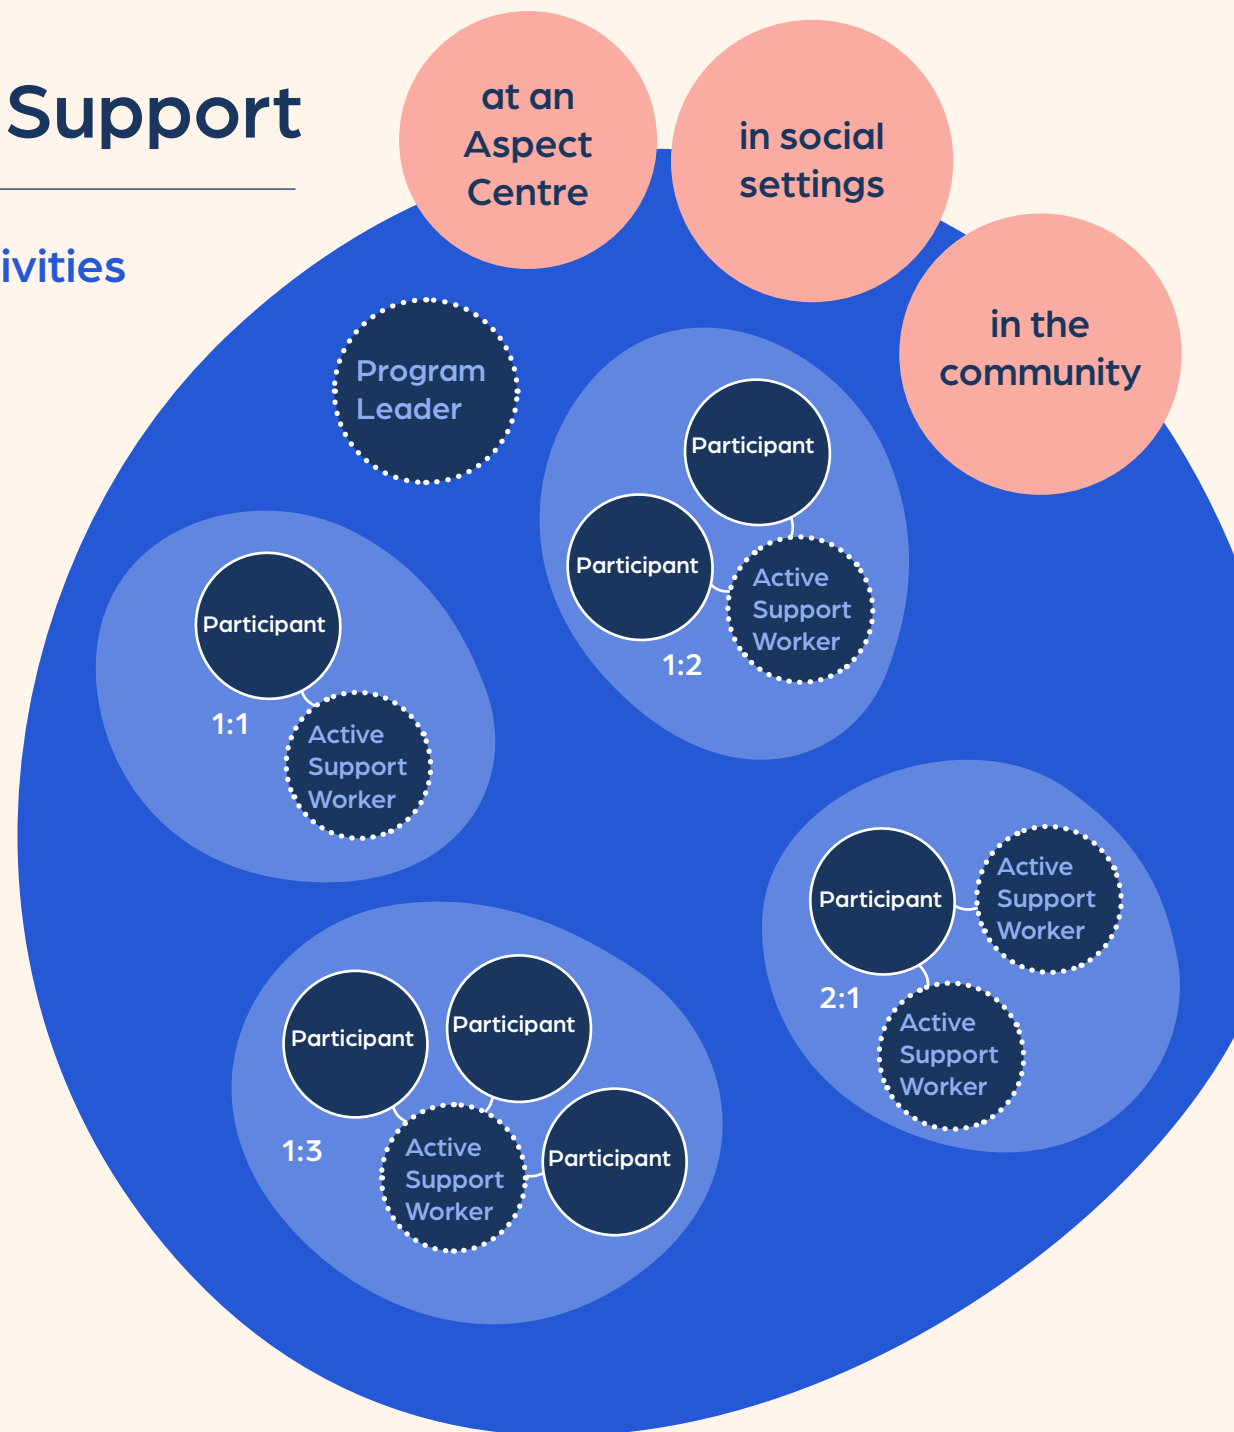 Support
ivities
at an
Aspect
Centre
in social
settings
in the
community
Program
Leader
Participant
Participant
Active
Support
Worker
1:2
Participant
1:1
Active
Support
Worker
Participant
Active
Support
Worker
2:1
Active
Support
Worker
Participant
Participant
1:3
Active
Support
Worker
Participant